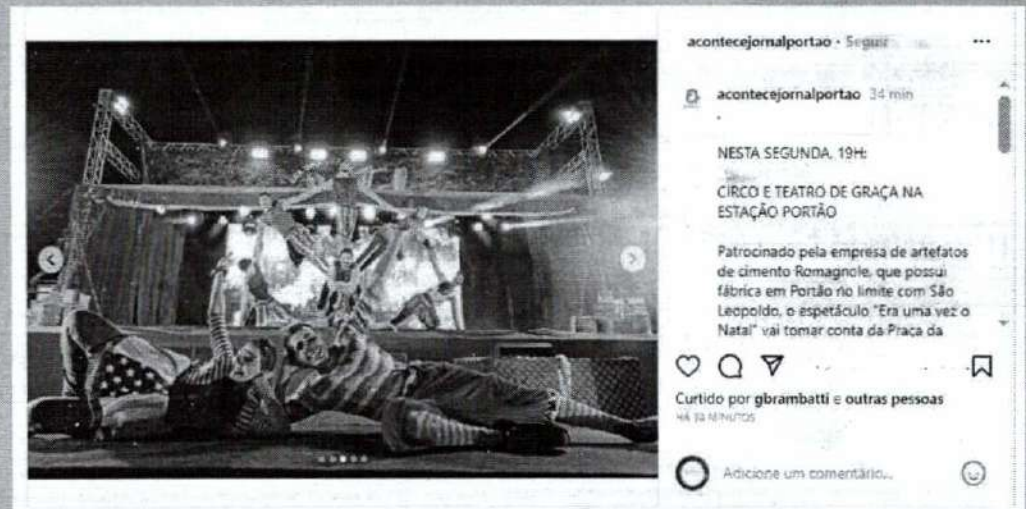 acontecejornalportao • Seguir
acontecejornalportao 34 min
.
NESTA SEGUNDA, 19H:
CIRCO E TEATRO DE GRAÇA NA
ESTAÇÃO PORTÃO
Patrocinado pela empresa de artefatos
de cimento Romagnole, que possui
fábrica em Portão no limite com São
Leopoldo, o espetáculo "Era uma vez o
Natal" vai tomar conta da Praça da
Curtido por gbrambatti e outras pessoas
MINUTOS
Adicione um comentário...